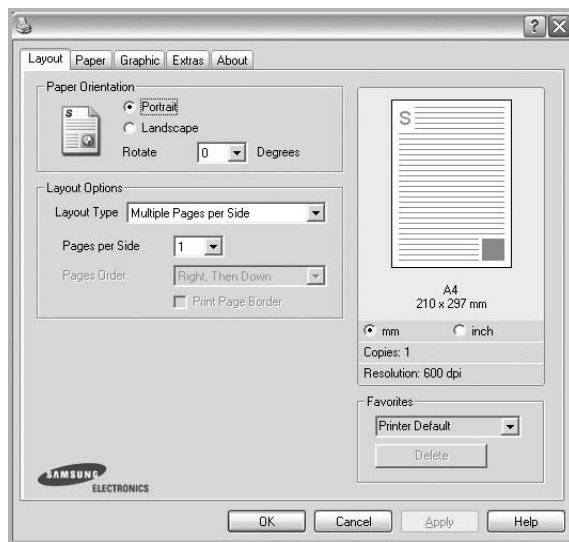 Layout Paper Graphic Extras About
Paper Orientation
S
Portrait
Landscape
Rotate 0 Degrees
Layout Options
Layout Type Multiple Pages per Side
Pages per Side 1
Pages Order Right, Then Down
Print Page Border
S
A4
210 x 297 mm
mm inch
Copies: 1
Resolution: 600 dpi
Favorites
Printer Default
Delete
SAMSUNG
ELECTRONICS
OK Cancel Apply Help